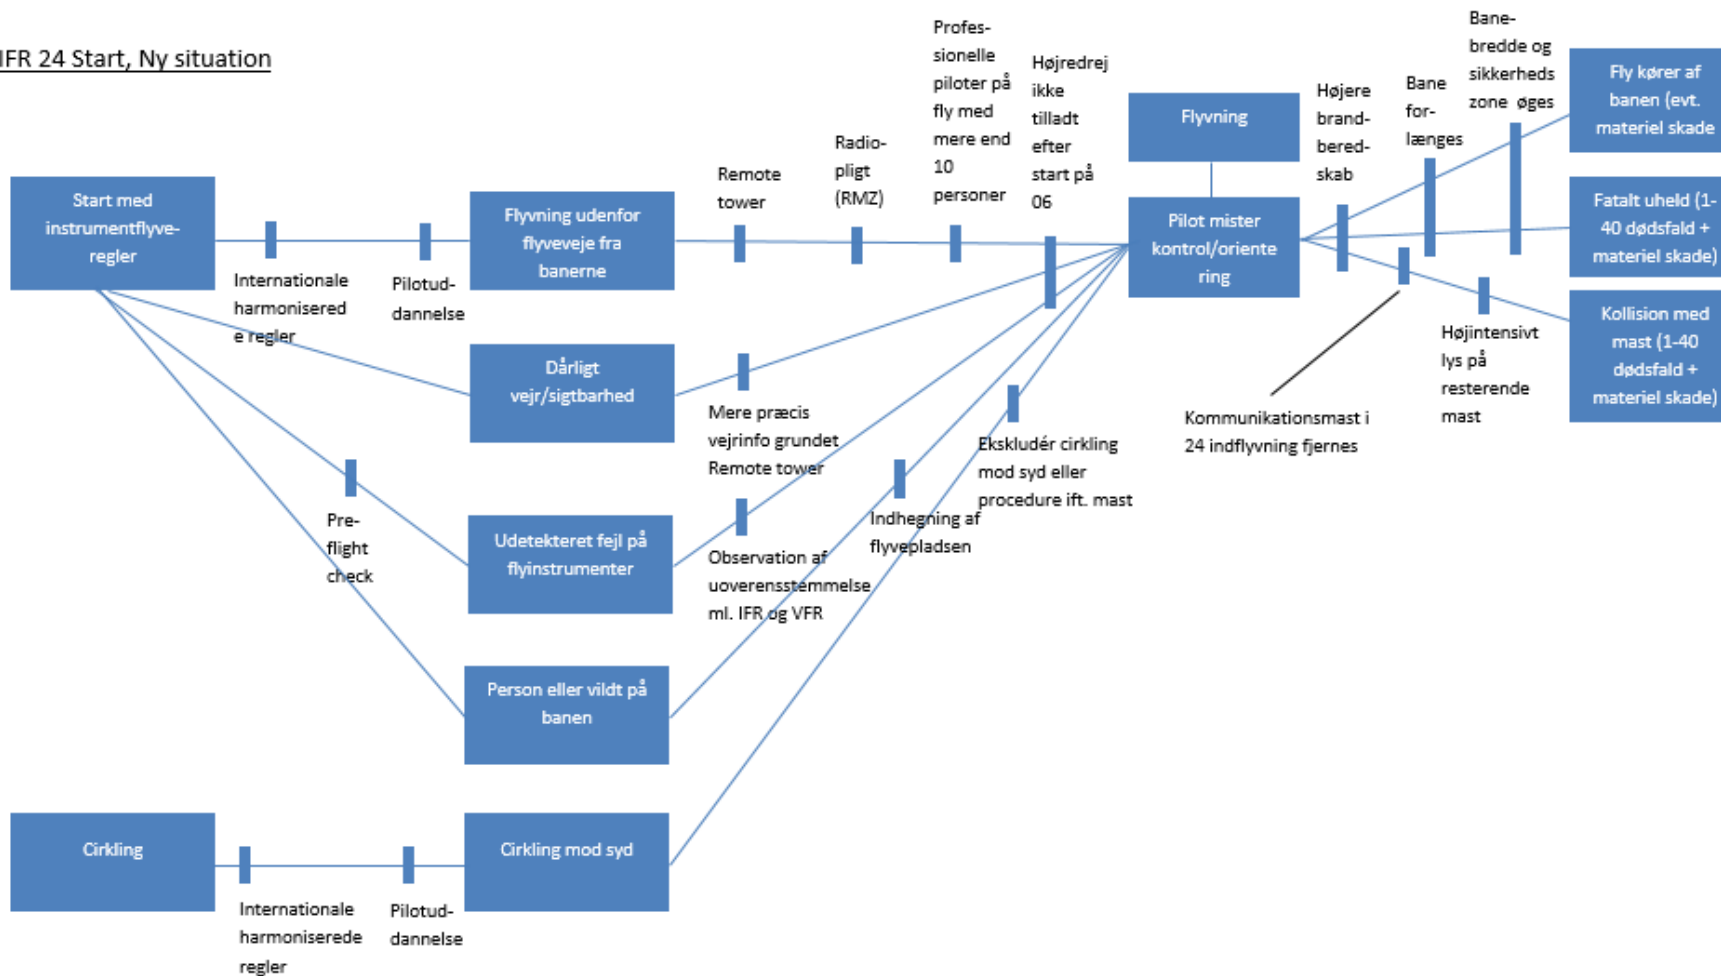 IFR 24 Start, Ny situation
Start med
instrumentflyve-
regler
Internationale
harmonisered
e regler
Pilotud-
dannelse
Flyvning udenfor
flyveveje fra
banerne
Remote
tower
Radio-
pligt
(RMZ)
Profes-
sionelle
piloter på
fly med
mere end
10
personer
Højredrej
ikke
tilladt
efter
start på
06
Flyvning
Pilot mister
kontrol/oriente
ring
Højere
brand-
bered-
skab
Bane
for-
længes
Bane-
bredde og
sikkerheds
zone øges
Fly kører af
banen (evt.
materiel skade
Fatalt uheld (1-
40 dødsfald +
materiel skade)
Kollision med
mast (1-40
dødsfald +
materiel skade)
Højintensivt
lys på
resterende
mast
Kommunikationsmast i
24 indflyvning fjernes
Dårligt
vejr/sigtbarhed
Mere præcis
vejrinfo grundet
Remote tower
Ekskludér cirkling
mod syd eller
procedure ift. mast
Pre-
flight
check
Udetekteret fejl på
flyinstrumenter
Observation af
uoverensstemmelse
ml. IFR og VFR
Indhegning af
flyvepladsen
Person eller vildt på
banen
Cirkling
Internationale
harmoniserede
regler
Pilotud-
dannelse
Cirkling mod syd